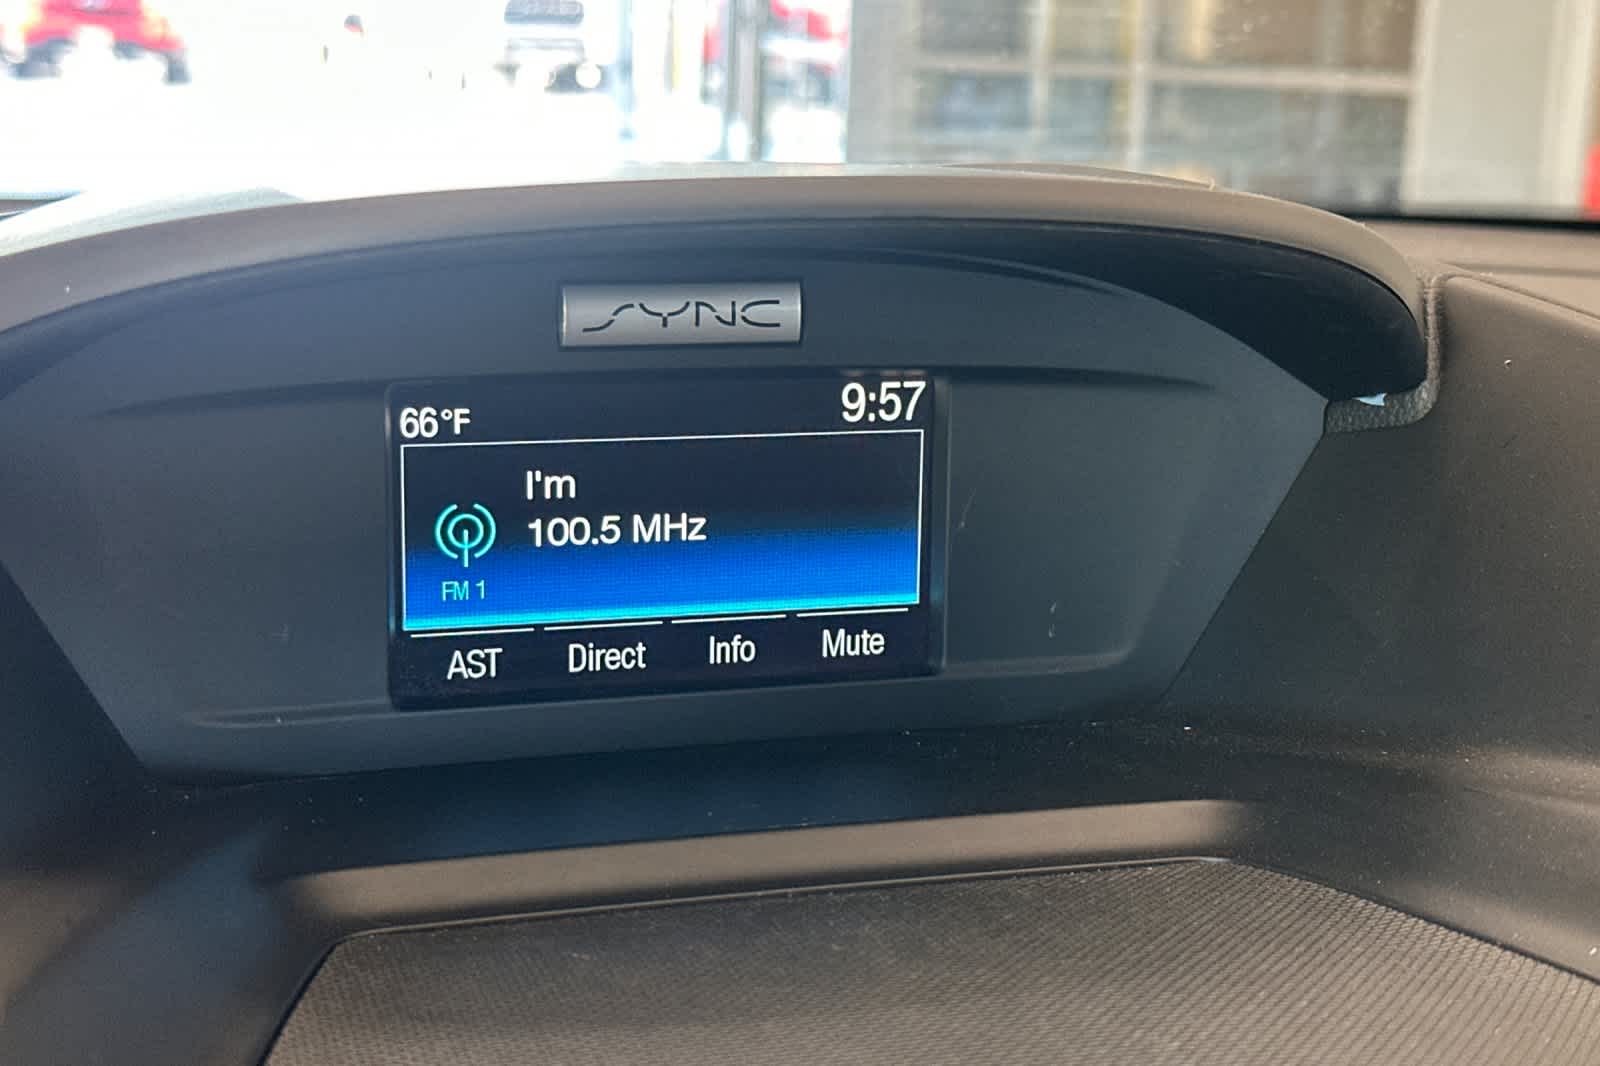 SYNC
66°F
9:57
I'm
100.5 MHz
FM 1
AST Direct Info Mute